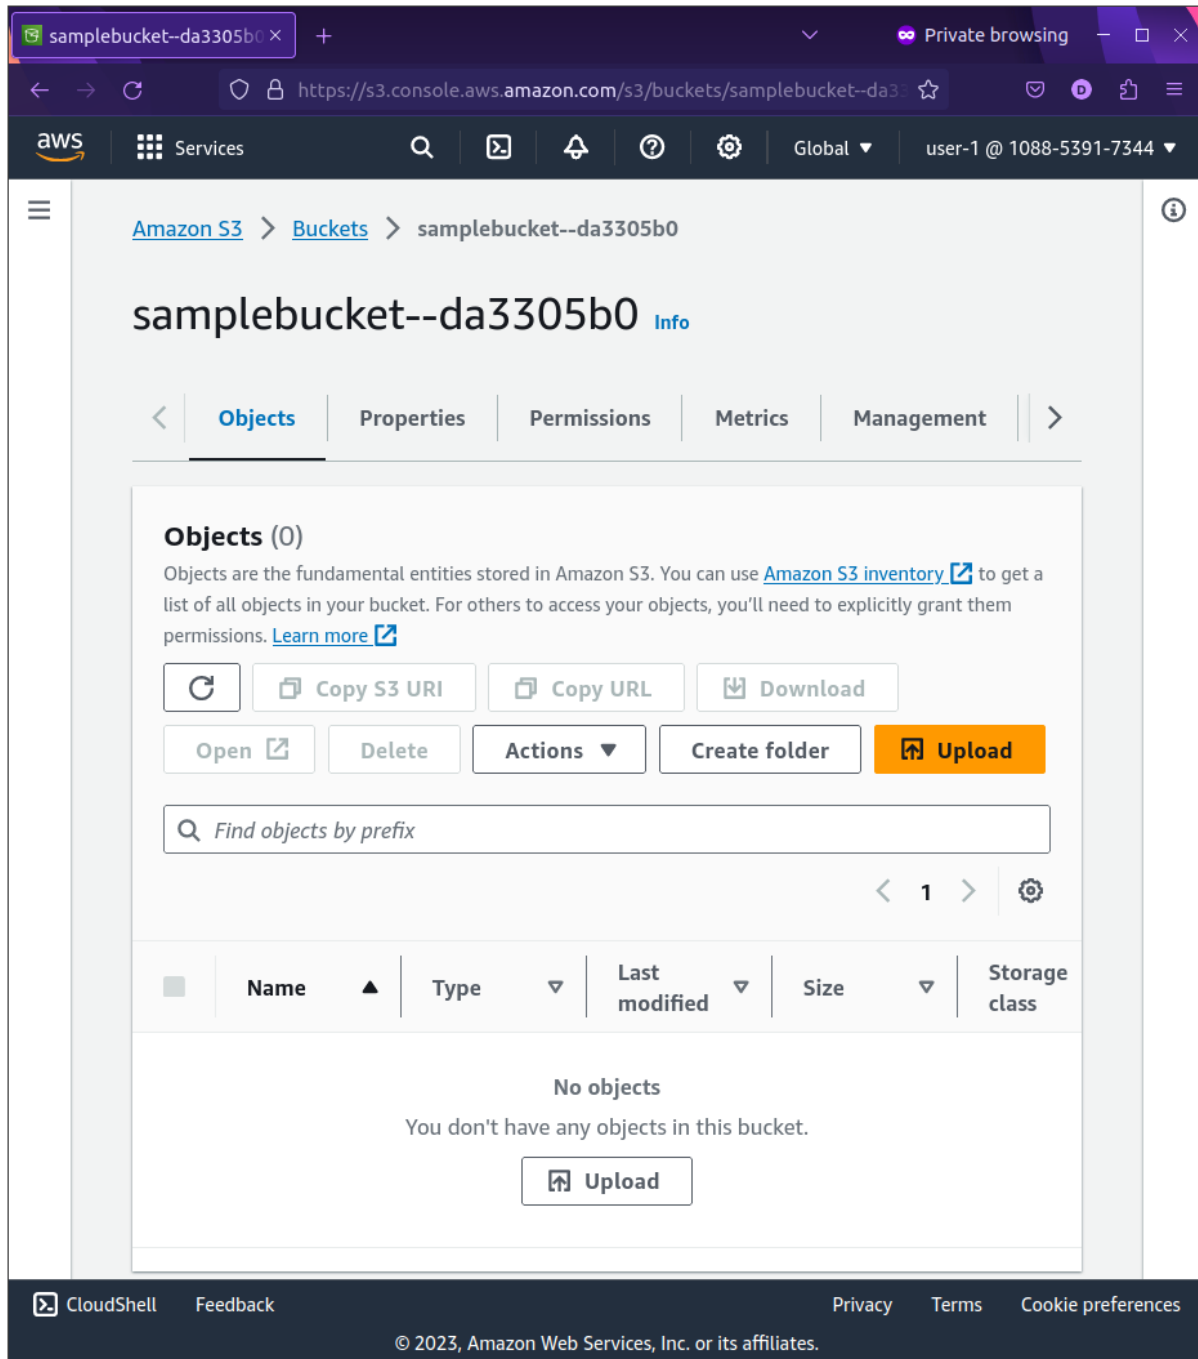 samplebucket--da3305b0
Private browsing
https://s3.console.aws.amazon.com/s3/buckets/samplebucket--da33
D
aws
Services
Global
user-1 @ 1088-5391-7344
Amazon S3 > Buckets > samplebucket--da3305b0
samplebucket--da3305b0 Info
Objects Properties Permissions Metrics Management
Objects (0)
Objects are the fundamental entities stored in Amazon S3. You can use Amazon S3 inventory to get a
list of all objects in your bucket. For others to access your objects, you'll need to explicitly grant them
permissions. Learn more
Copy S3 URI Copy URL Download
Open Delete Actions Create folder Upload
Find objects by prefix
1
Name Type Last modified Size Storage class
No objects
You don't have any objects in this bucket.
Upload
CloudShell Feedback Privacy Terms Cookie preferences
© 2023, Amazon Web Services, Inc. or its affiliates.